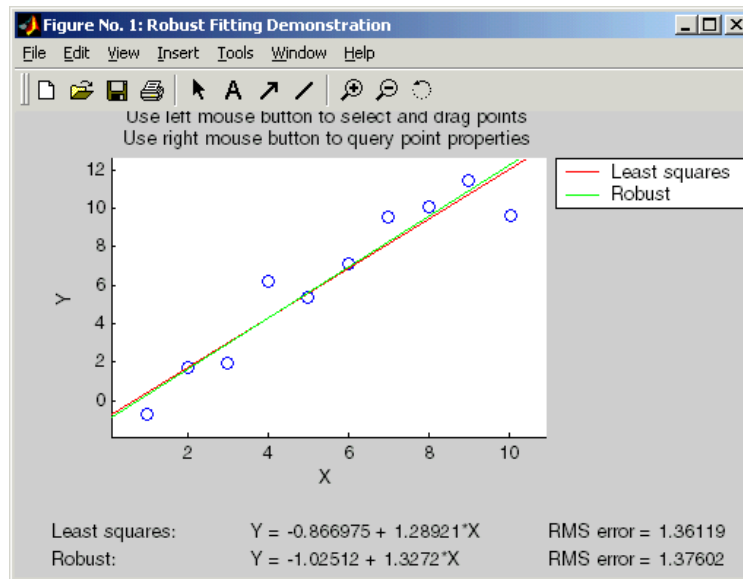 Figure No. 1: Robust Fitting Demonstration
File Edit View Insert Tools Window Help
A
Use left mouse button to select and drag points
Use right mouse button to query point properties
Least squares
Robust
12
10
8
6
4
2
0
Y
2 4 6 8 10
X
Least squares: Y = -0.866975 + 1.28921*X RMS error = 1.36119
Robust: Y = -1.02512 + 1.3272*X RMS error = 1.37602